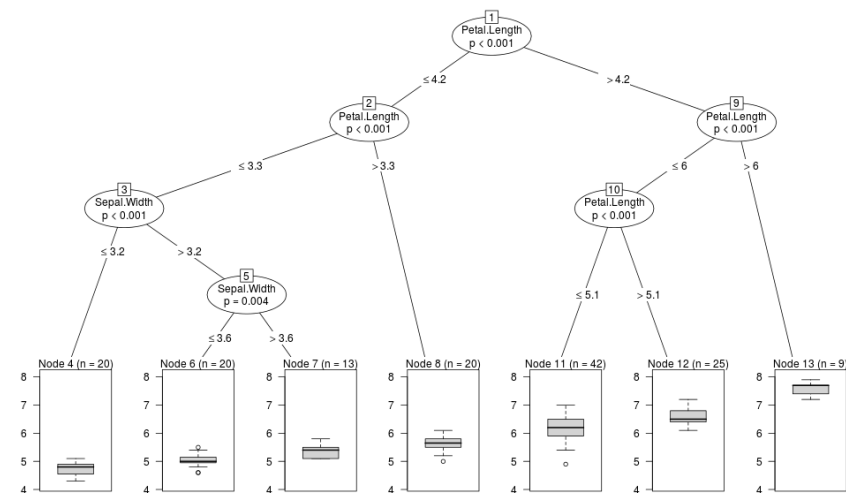 1
Petal.Length
p < 0.001
≤ 4.2
> 4.2
2
Petal.Length
p < 0.001
9
Petal.Length
p < 0.001
≤ 3.3
> 3.3
≤ 6
> 6
3
Sepal.Width
p < 0.001
10
Petal.Length
p < 0.001
≤ 3.2
> 3.2
5
Sepal.Width
p = 0.004
≤ 5.1
> 5.1
≤ 3.6
> 3.6
Node 4 (n = 20)
8
7
6
5
4
Node 6 (n = 20)
8
7
6
5
4
Node 7 (n = 13)
8
7
6
5
4
Node 8 (n = 20)
8
7
6
5
4
Node 11 (n = 42)
8
7
6
5
4
Node 12 (n = 25)
8
7
6
5
4
Node 13 (n = 9)
8
7
6
5
4